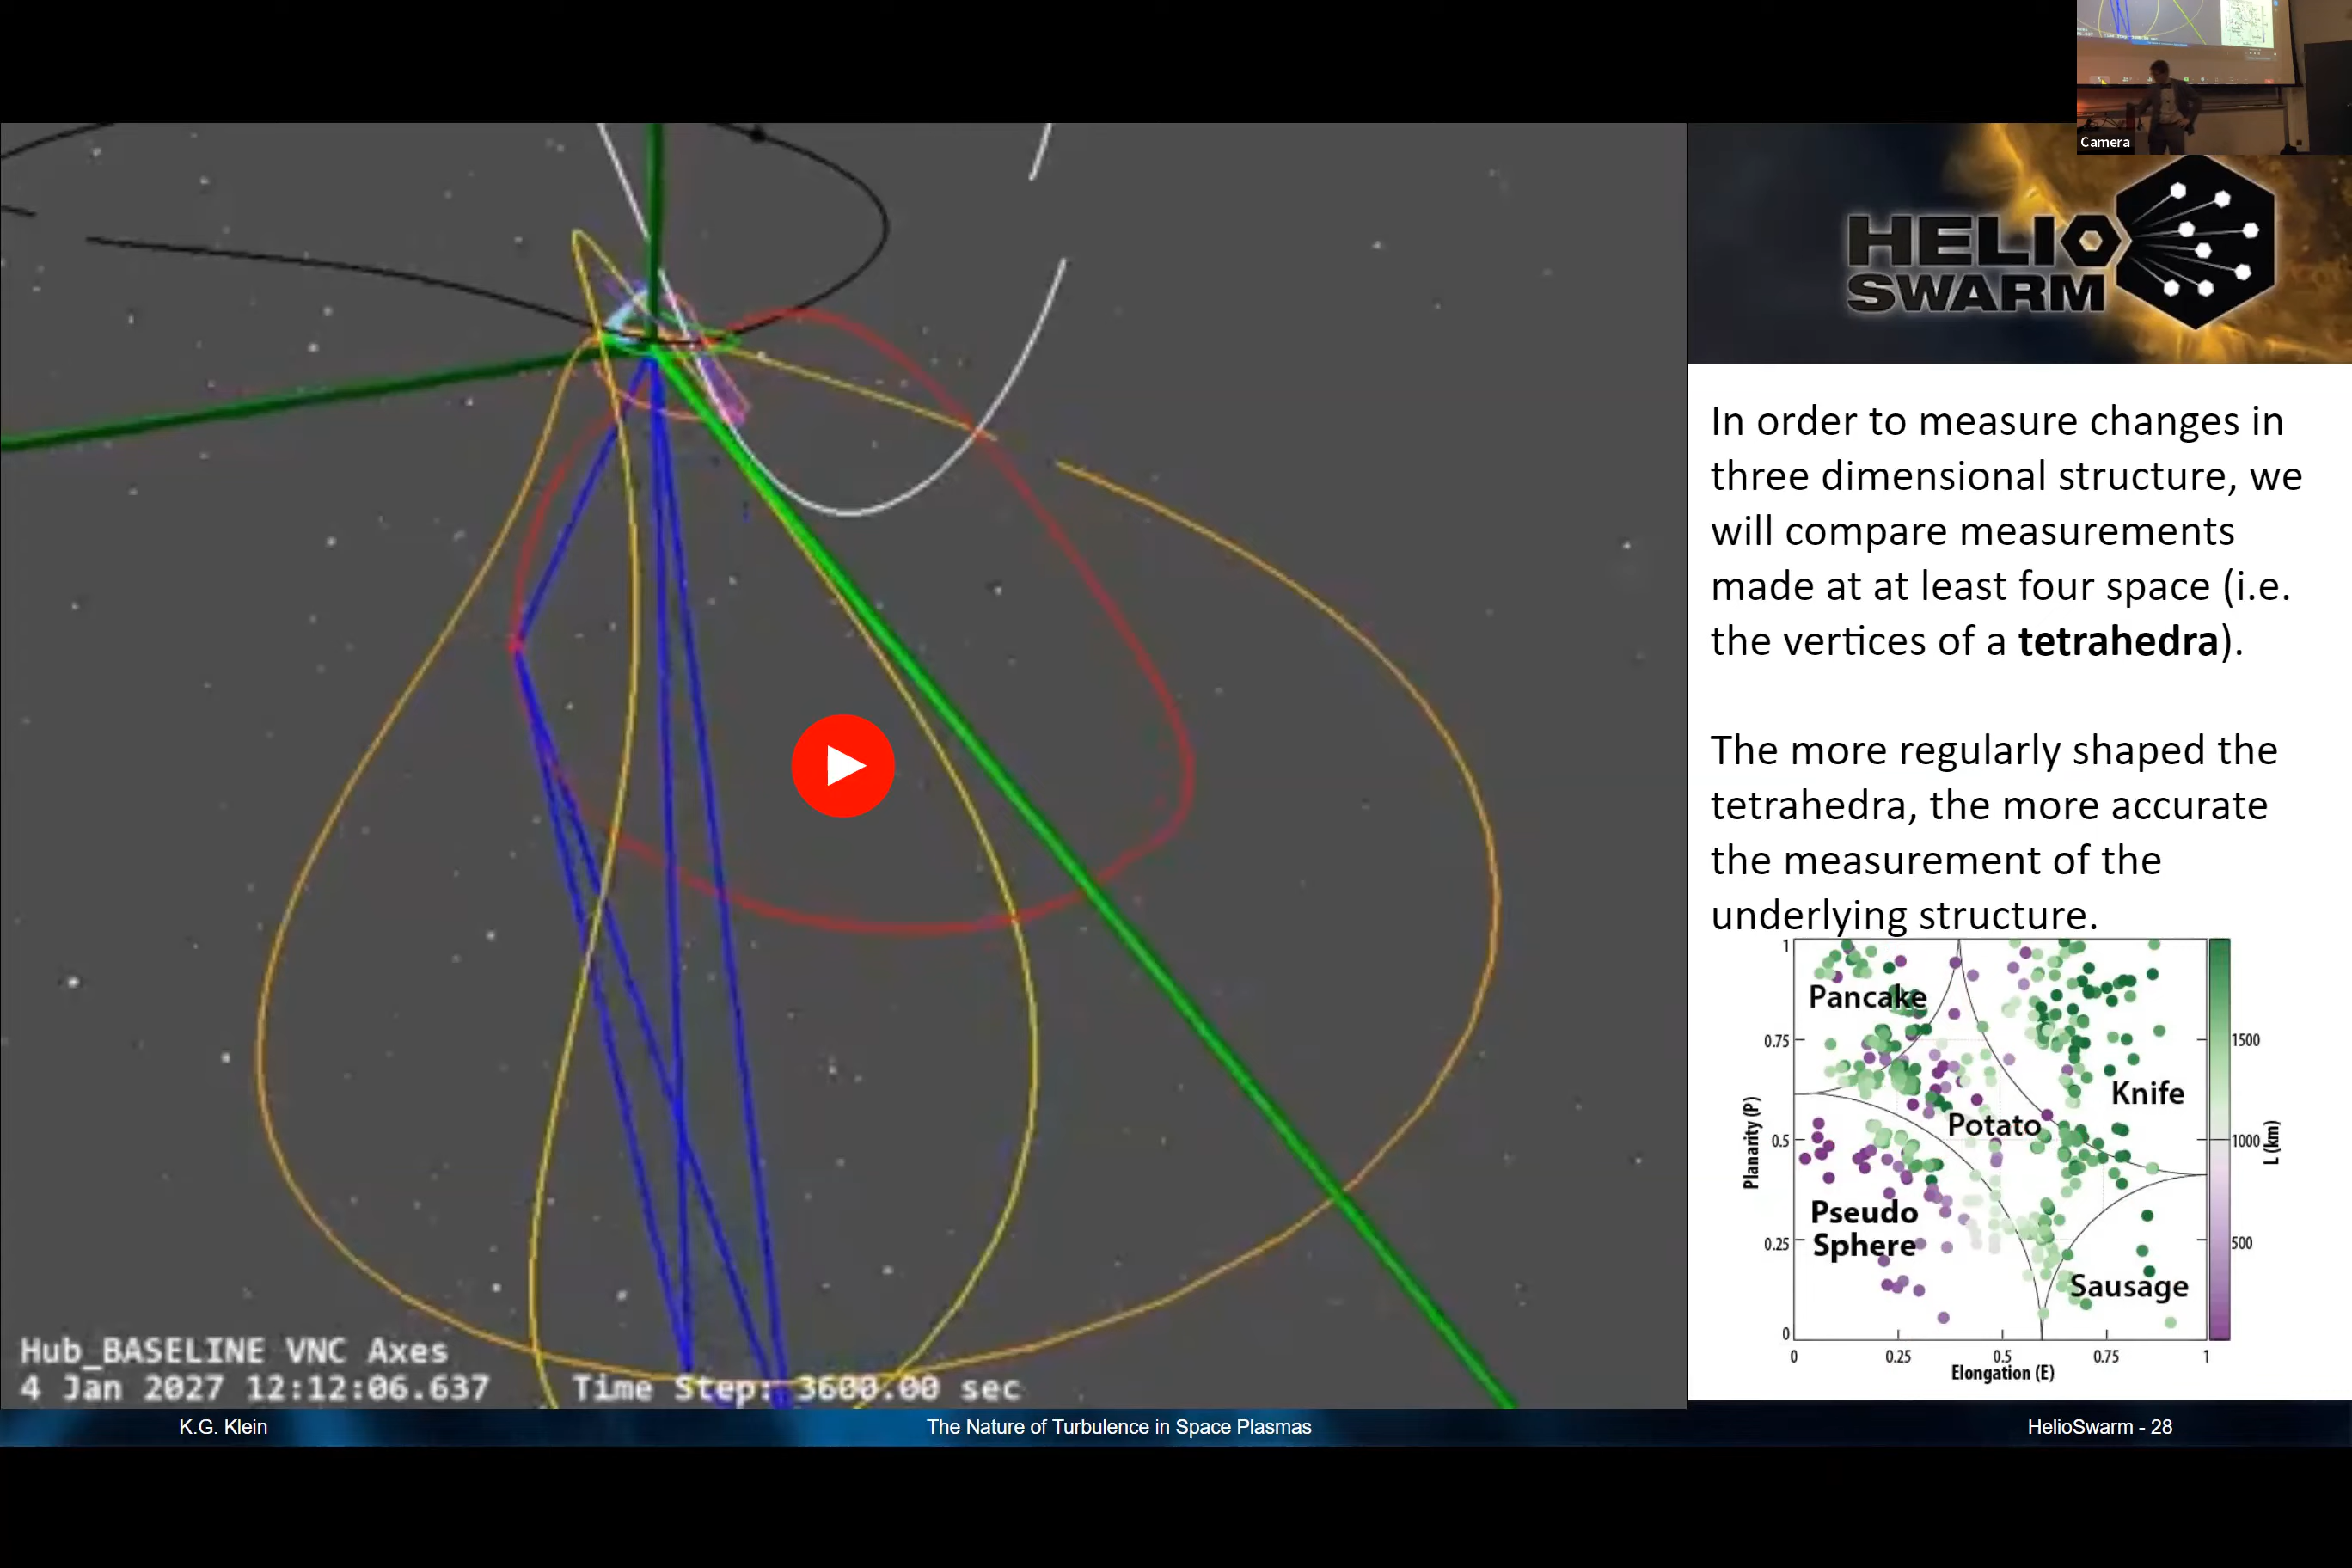 Camera
HELIO
SWARM
In order to measure changes in
three dimensional structure, we
will compare measurements
made at at least four space (i.e.
the vertices of a tetrahedra).
The more regularly shaped the
tetrahedra, the more accurate
the measurement of the
underlying structure.
Pancake
Knife
Potato
Pseudo
Sphere
Sausage
Planarity (P)
1
0.75
0.5
0.25
0
0
0.25
0.5
0.75
1
Elongation (E)
1500
1000
500
L (km)
Hub_BASELINE VNC Axes
4 Jan 2027 12:12:06.637
Time Step: 3600.00 sec
K.G. Klein
The Nature of Turbulence in Space Plasmas
HelioSwarm - 28